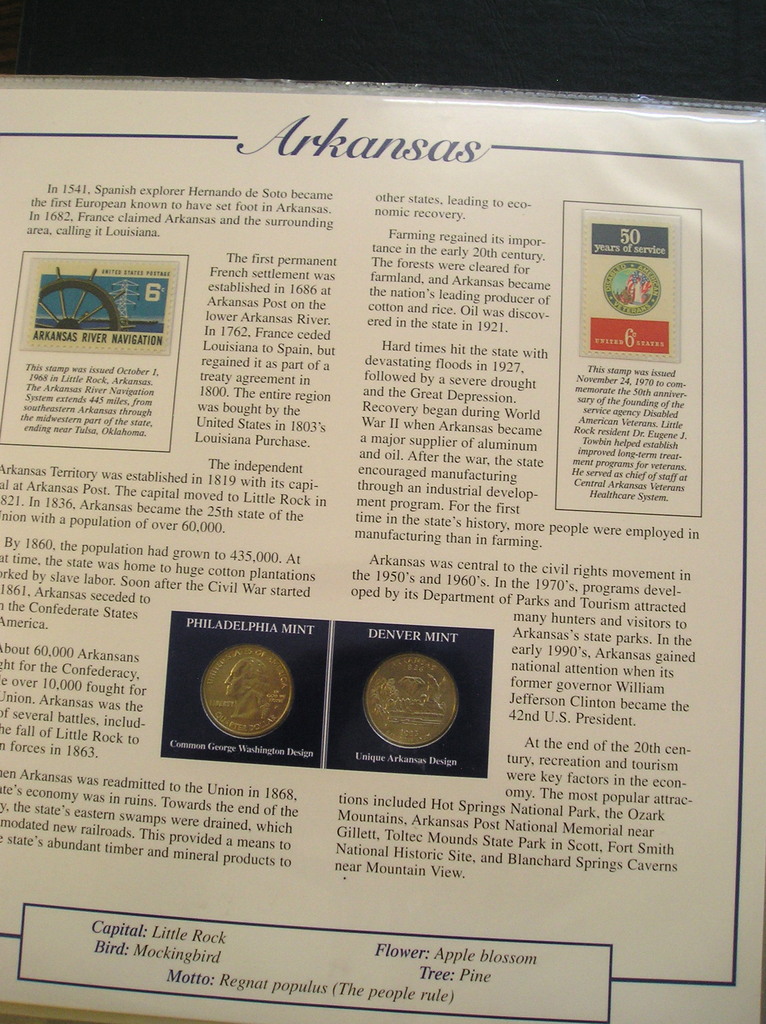 Arkansas
In 1541, Spanish explorer Hernando de Soto became
the first European known to have set foot in Arkansas.
In 1682, France claimed Arkansas and the surrounding
area, calling it Louisiana.
UNITED STATES POSTAGE
6c
ARKANSAS RIVER NAVIGATION
This stamp was issued October 1,
1968 in Little Rock, Arkansas.
The Arkansas River Navigation
System extends 445 miles, from
southeastern Arkansas through
the midwestern part of the state,
ending near Tulsa, Oklahoma.
The first permanent
French settlement was
established in 1686 at
Arkansas Post on the
lower Arkansas River.
In 1762, France ceded
Louisiana to Spain, but
regained it as part of a
treaty agreement in
1800. The entire region
was bought by the
United States in 1803's
Louisiana Purchase.
The independent
Arkansas Territory was established in 1819 with its capi-
al at Arkansas Post. The capital moved to Little Rock in
821. In 1836, Arkansas became the 25th state of the
nion with a population of over 60,000.
By 1860, the population had grown to 435,000. At
at time, the state was home to huge cotton plantations
orked by slave labor. Soon after the Civil War started
1861, Arkansas seceded to
n the Confederate States
America.
About 60,000 Arkansans
ght for the Confederacy,
e over 10,000 fought for
Union. Arkansas was the
of several battles, includ-
he fall of Little Rock to
n forces in 1863.
hen Arkansas was readmitted to the Union in 1868,
ate's economy was in ruins. Towards the end of the
y, the state's eastern swamps were drained, which
modated new railroads. This provided a means to
e state's abundant timber and mineral products to
other states, leading to eco-
nomic recovery.
Farming regained its impor-
tance in the early 20th century.
The forests were cleared for
farmland, and Arkansas became
the nation's leading producer of
cotton and rice. Oil was discov-
ered in the state in 1921.
Hard times hit the state with
devastating floods in 1927,
followed by a severe drought
and the Great Depression.
Recovery began during World
War II when Arkansas became
a major supplier of aluminum
and oil. After the war, the state
encouraged manufacturing
through an industrial develop-
ment program. For the first
time in the state's history, more people were employed in
manufacturing than in farming.
50
years of service
DISABLED AMERICAN
VETERANS
6c
UNITED STATES
This stamp was issued
November 24, 1970 to com-
memorate the 50th anniver-
sary of the founding of the
service agency Disabled
American Veterans. Little
Rock resident Dr. Eugene J.
Towbin helped establish
improved long-term treat-
ment programs for veterans.
He served as chief of staff at
Central Arkansas Veterans
Healthcare System.
Arkansas was central to the civil rights movement in
the 1950's and 1960's. In the 1970's, programs devel-
oped by its Department of Parks and Tourism attracted
many hunters and visitors to
Arkansas's state parks. In the
early 1990's, Arkansas gained
national attention when its
former governor William
Jefferson Clinton became the
42nd U.S. President.
At the end of the 20th cen-
tury, recreation and tourism
were key factors in the econ-
omy. The most popular attrac-
tions included Hot Springs National Park, the Ozark
Mountains, Arkansas Post National Memorial near
Gillett, Toltec Mounds State Park in Scott, Fort Smith
National Historic Site, and Blanchard Springs Caverns
near Mountain View.
PHILADELPHIA MINT
UNITED STATES OF AMERICA
LIBERTY
QUARTER DOLLAR
Common George Washington Design
DENVER MINT
Unique Arkansas Design
Capital: Little Rock
Bird: Mockingbird
Flower: Apple blossom
Tree: Pine
Motto: Regnat populus (The people rule)